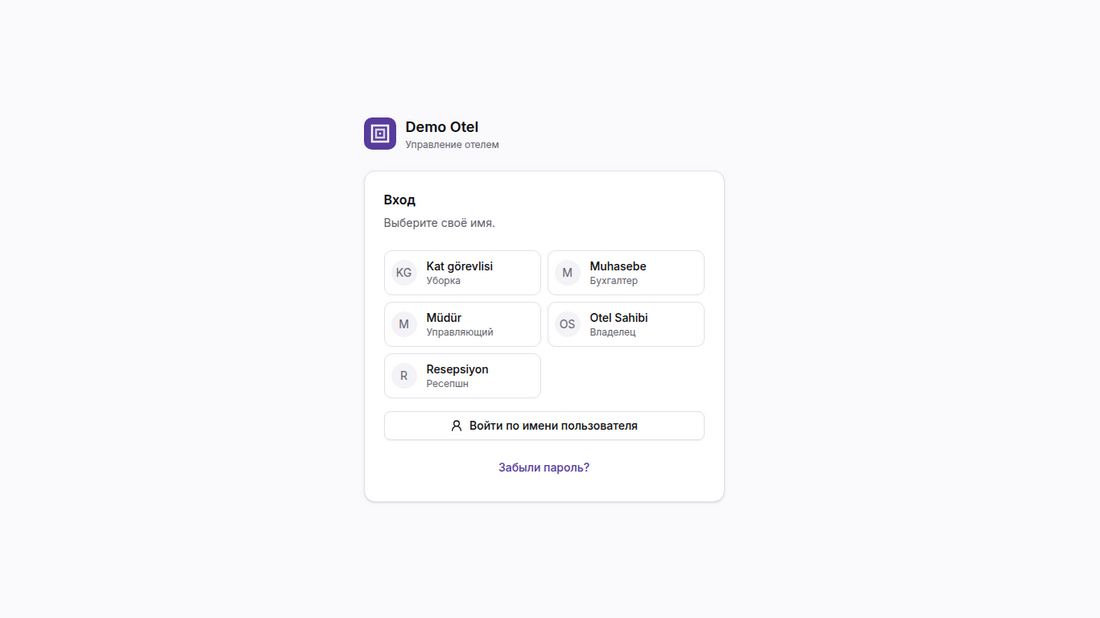 Demo Otel
Управление отелем
Вход
Выберите своё имя.
KG
Kat görevlisi
Уборка
M
Muhasebe
Бухгалтер
M
Müdür
Управляющий
OS
Otel Sahibi
Владелец
R
Resepsiyon
Ресепшн
Войти по имени пользователя
Забыли пароль?